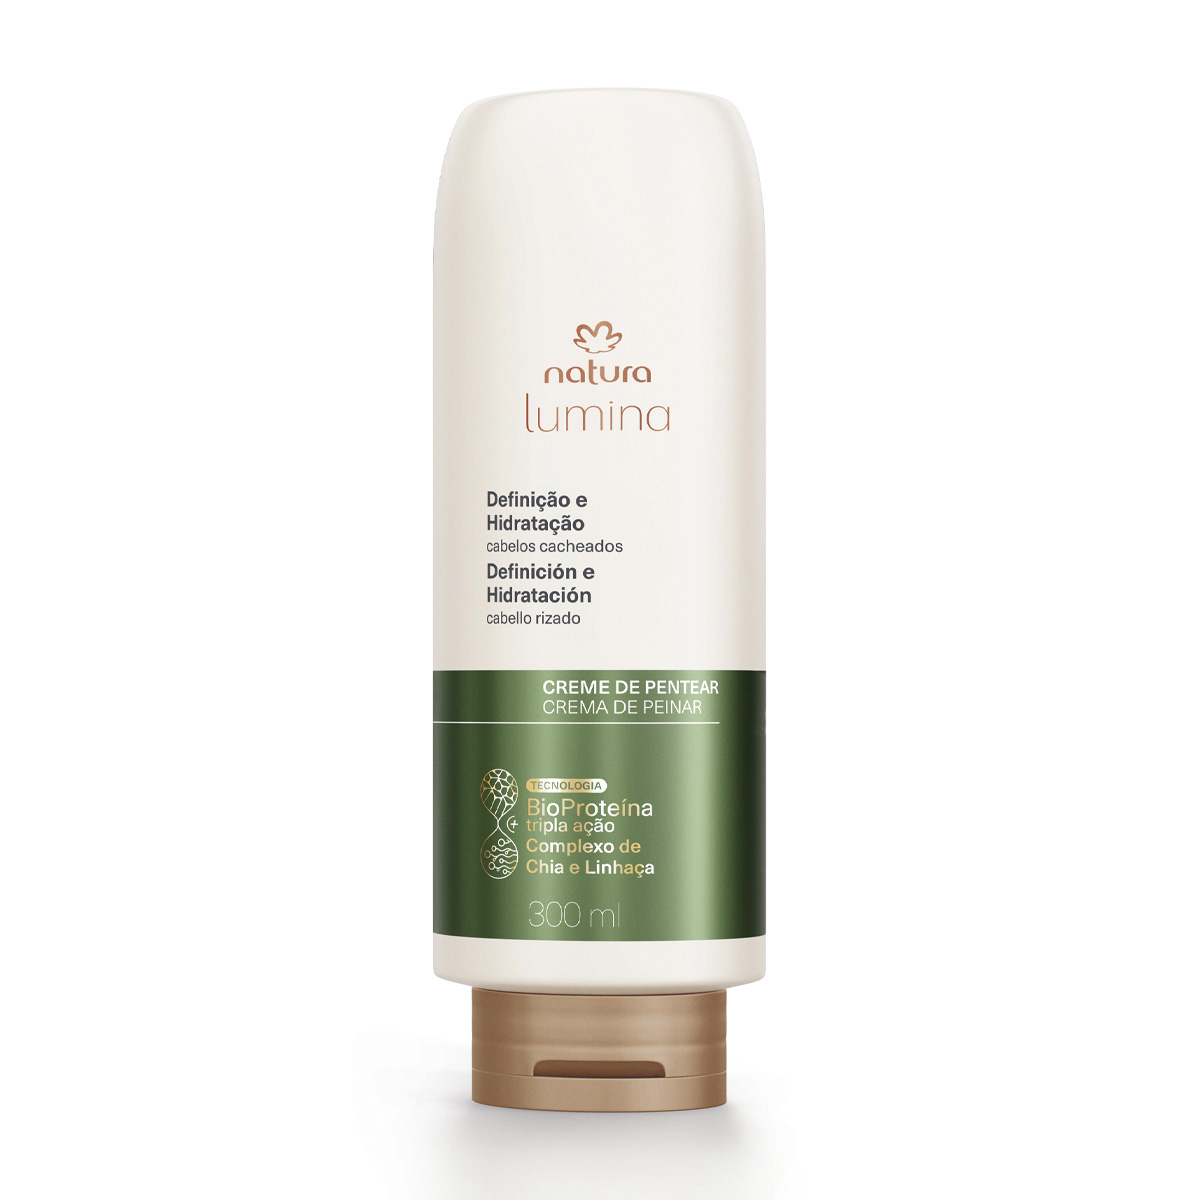 natura
lumina
Definição e
Hidratação
cabelos cacheados
Definición e
Hidratación
cabello rizado
CREME DE PENTEAR
CREMA DE PEINAR
TECNOLOGIA
BioProteína
tripla ação
+
Complexo de
Chia e Linhaça
300 ml